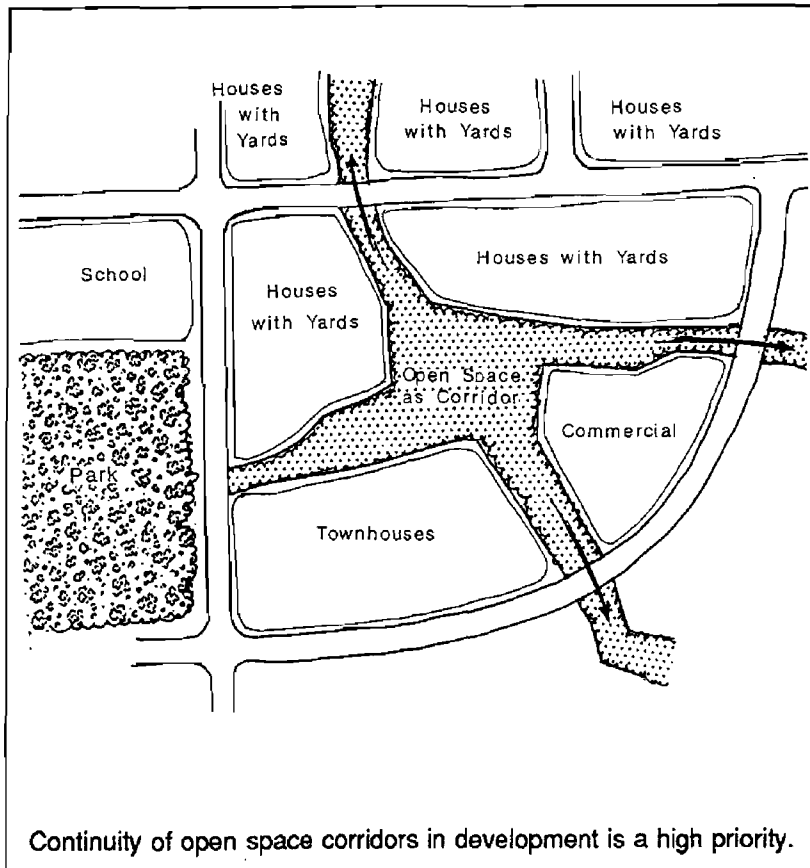 Houses
with
Yards
Houses
with Yards
Houses
with Yards
School
Houses
with Yards
Houses with Yards
Open Space
as Corridor
Commercial
Park
Townhouses
Continuity of open space corridors in development is a high priority.